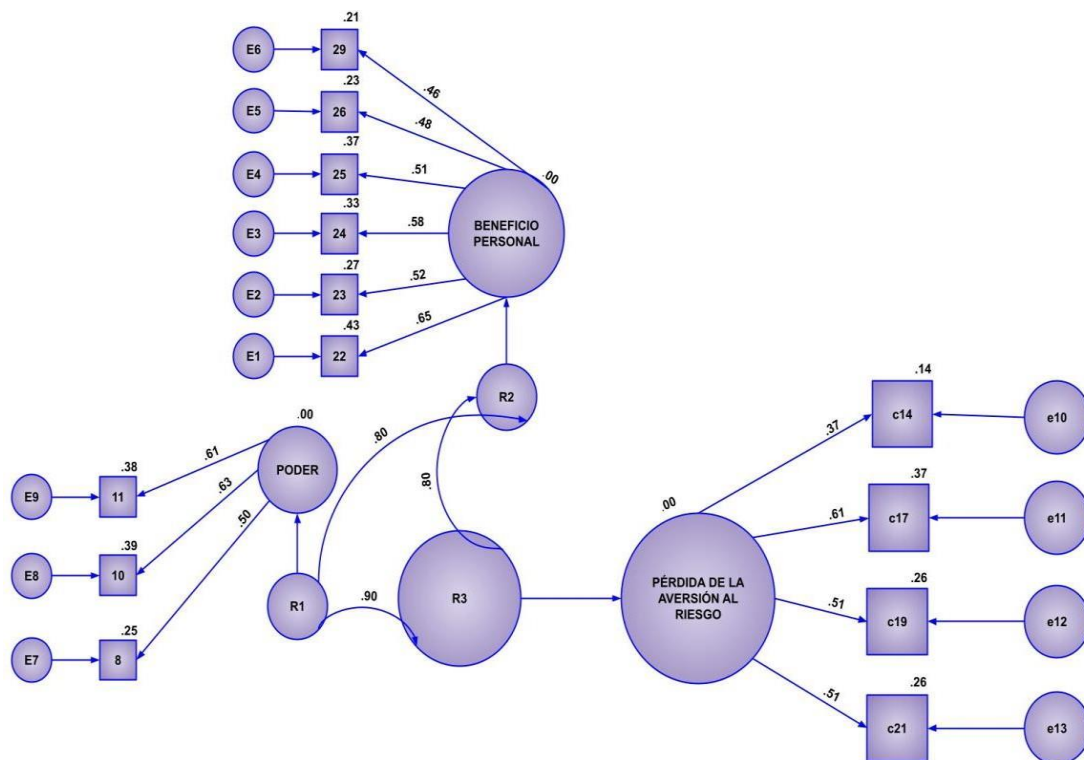 .21
E6
29
.46
.23
E5
26
.48
.37
E4
25
.51
.00
.33
E3
24
.58
BENEFICIO
PERSONAL
.27
E2
23
.52
.43
E1
22
.65
R2
.80
.80
.00
PODER
.38
E9
11
.61
.39
E8
10
.63
.25
E7
8
.50
R1
.90
R3
.00
PÉRDIDA DE LA
AVERSIÓN AL
RIESGO
.14
.37
c14
e10
.37
.61
c17
e11
.26
.51
c19
e12
.26
.51
c21
e13